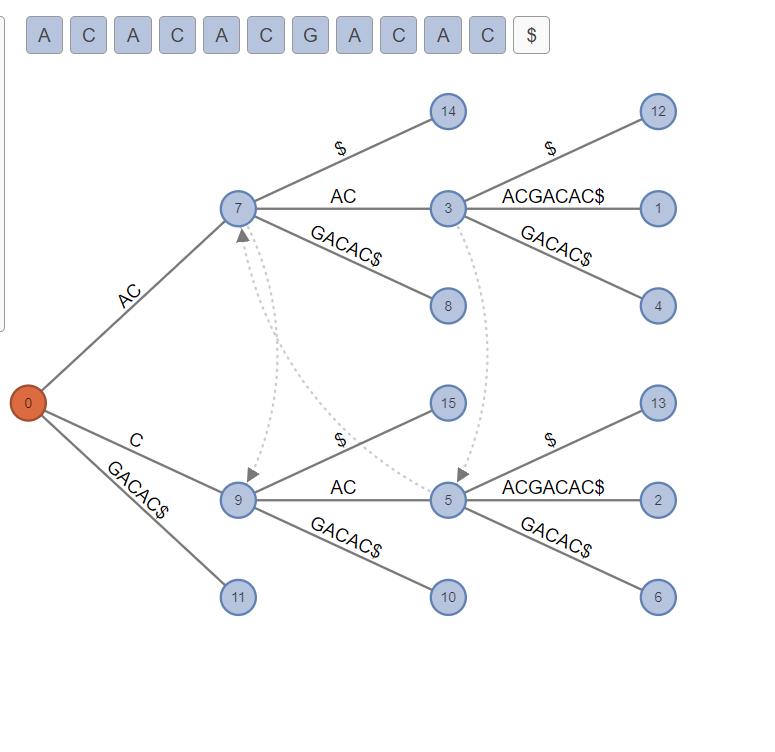 A C A C A C G A C A C $
14 12
$ $
7 AC 3 ACGACAC$ 1
GACAC$ GACAC$
AC
8 4
0 15 13
C $ $
GACAC$
9 AC 5 ACGACAC$ 2
GACAC$ GACAC$
11 10 6